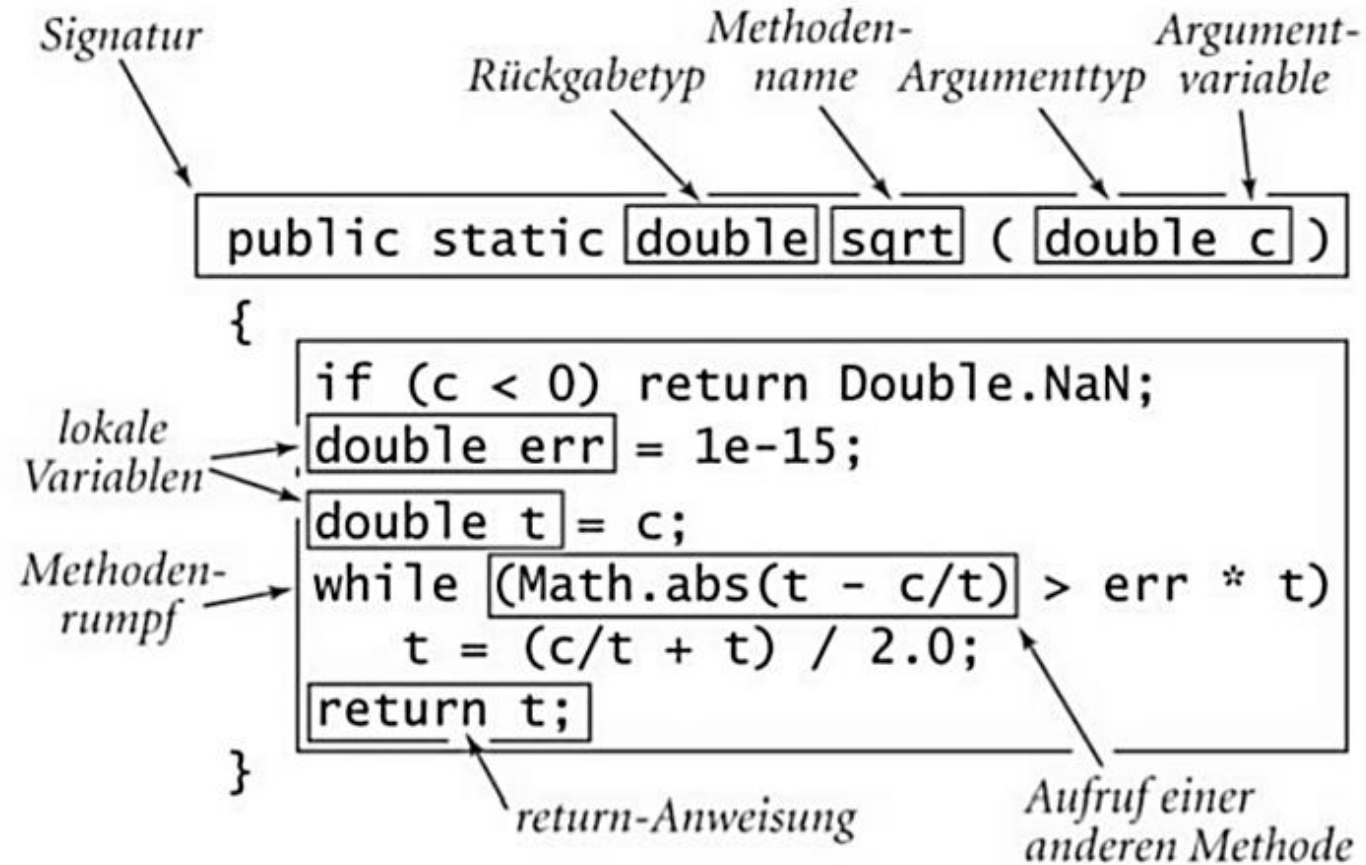 Signatur
Rückgabetyp
Methoden-
name
Argumenttyp
Argument-
variable
public static double sqrt ( double c )
{
if (c < 0) return Double.NaN;
lokale
Variablen
double err = 1e-15;
double t = c;
Methoden-
rumpf
while (Math.abs(t - c/t) > err * t)
t = (c/t + t) / 2.0;
return t;
}
return-Anweisung
Aufruf einer
anderen Methode